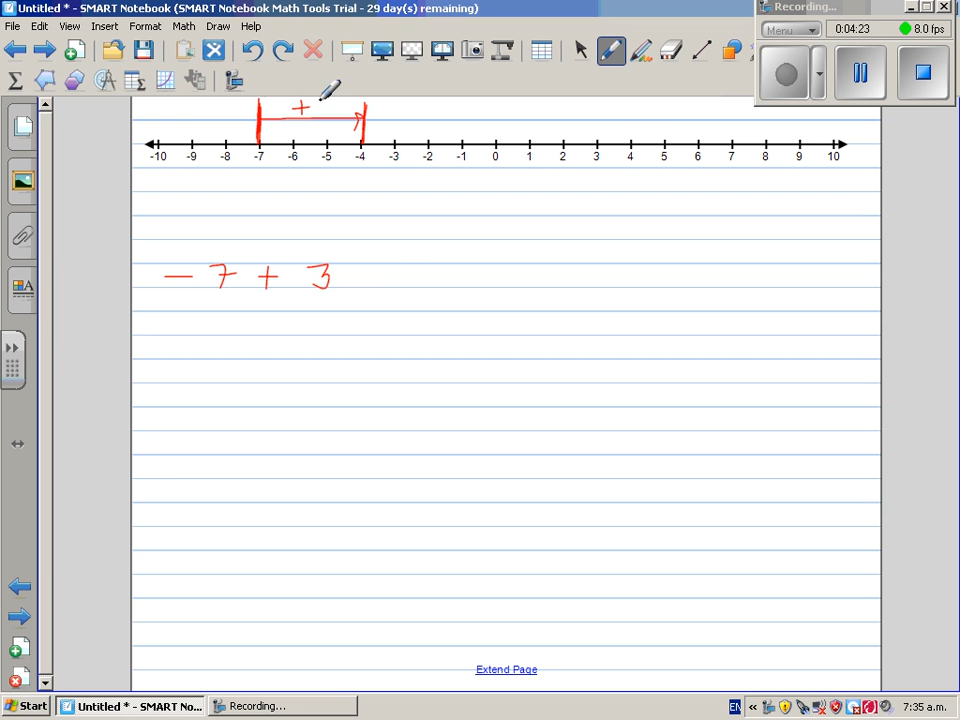 Untitled * - SMART Notebook (SMART Notebook Math Tools Trial - 29 day(s) remaining)
Recording...
File Edit View Insert Format Math Draw Help
Menu
0:04:23
8.0 fps
+
-10 -9 -8 -7 -6 -5 -4 -3 -2 -1 0 1 2 3 4 5 6 7 8 9 10
- 7 + 3
Extend Page
Start
Untitled * - SMART No...
Recording...
EN
7:35 a.m.